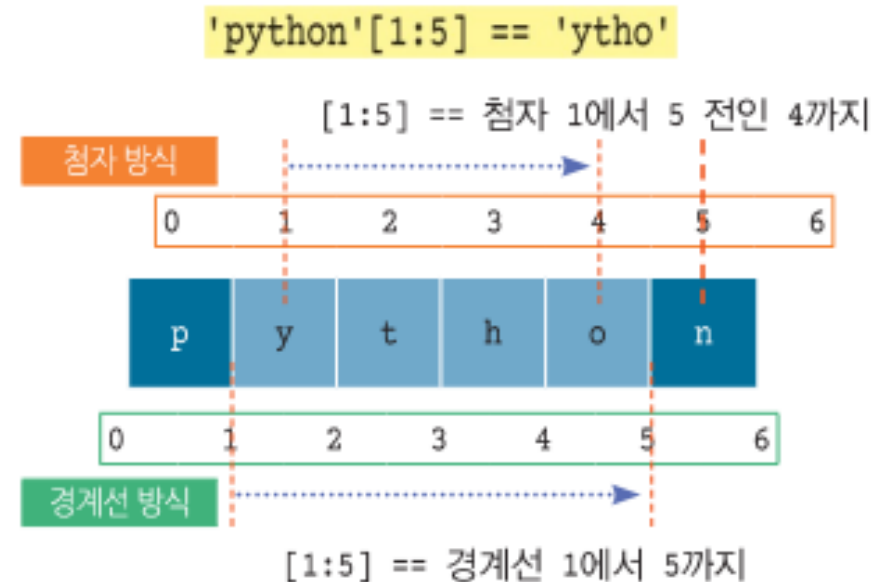 'python'[1:5] == 'ytho'
[1:5] == 첨자 1에서 5 전인 4까지
첨자 방식
0 1 2 3 4 5 6
p y t h o n
0 1 2 3 4 5 6
경계선 방식
[1:5] == 경계선 1에서 5까지